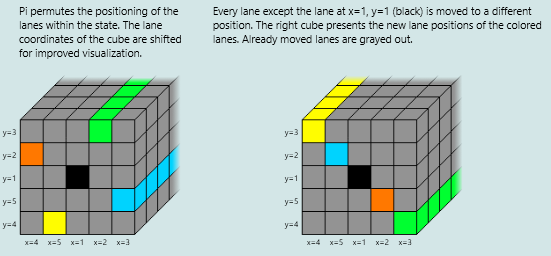 Pi permutes the positioning of the
lanes within the state. The lane
coordinates of the cube are shifted
for improved visualization.
Every lane except the lane at x=1, y=1 (black) is moved to a different
position. The right cube presents the new lane positions of the colored
lanes. Already moved lanes are grayed out.
y=3
y=2
y=1
y=5
y=4
x=4 x=5 x=1 x=2 x=3
y=3
y=2
y=1
y=5
y=4
x=4 x=5 x=1 x=2 x=3